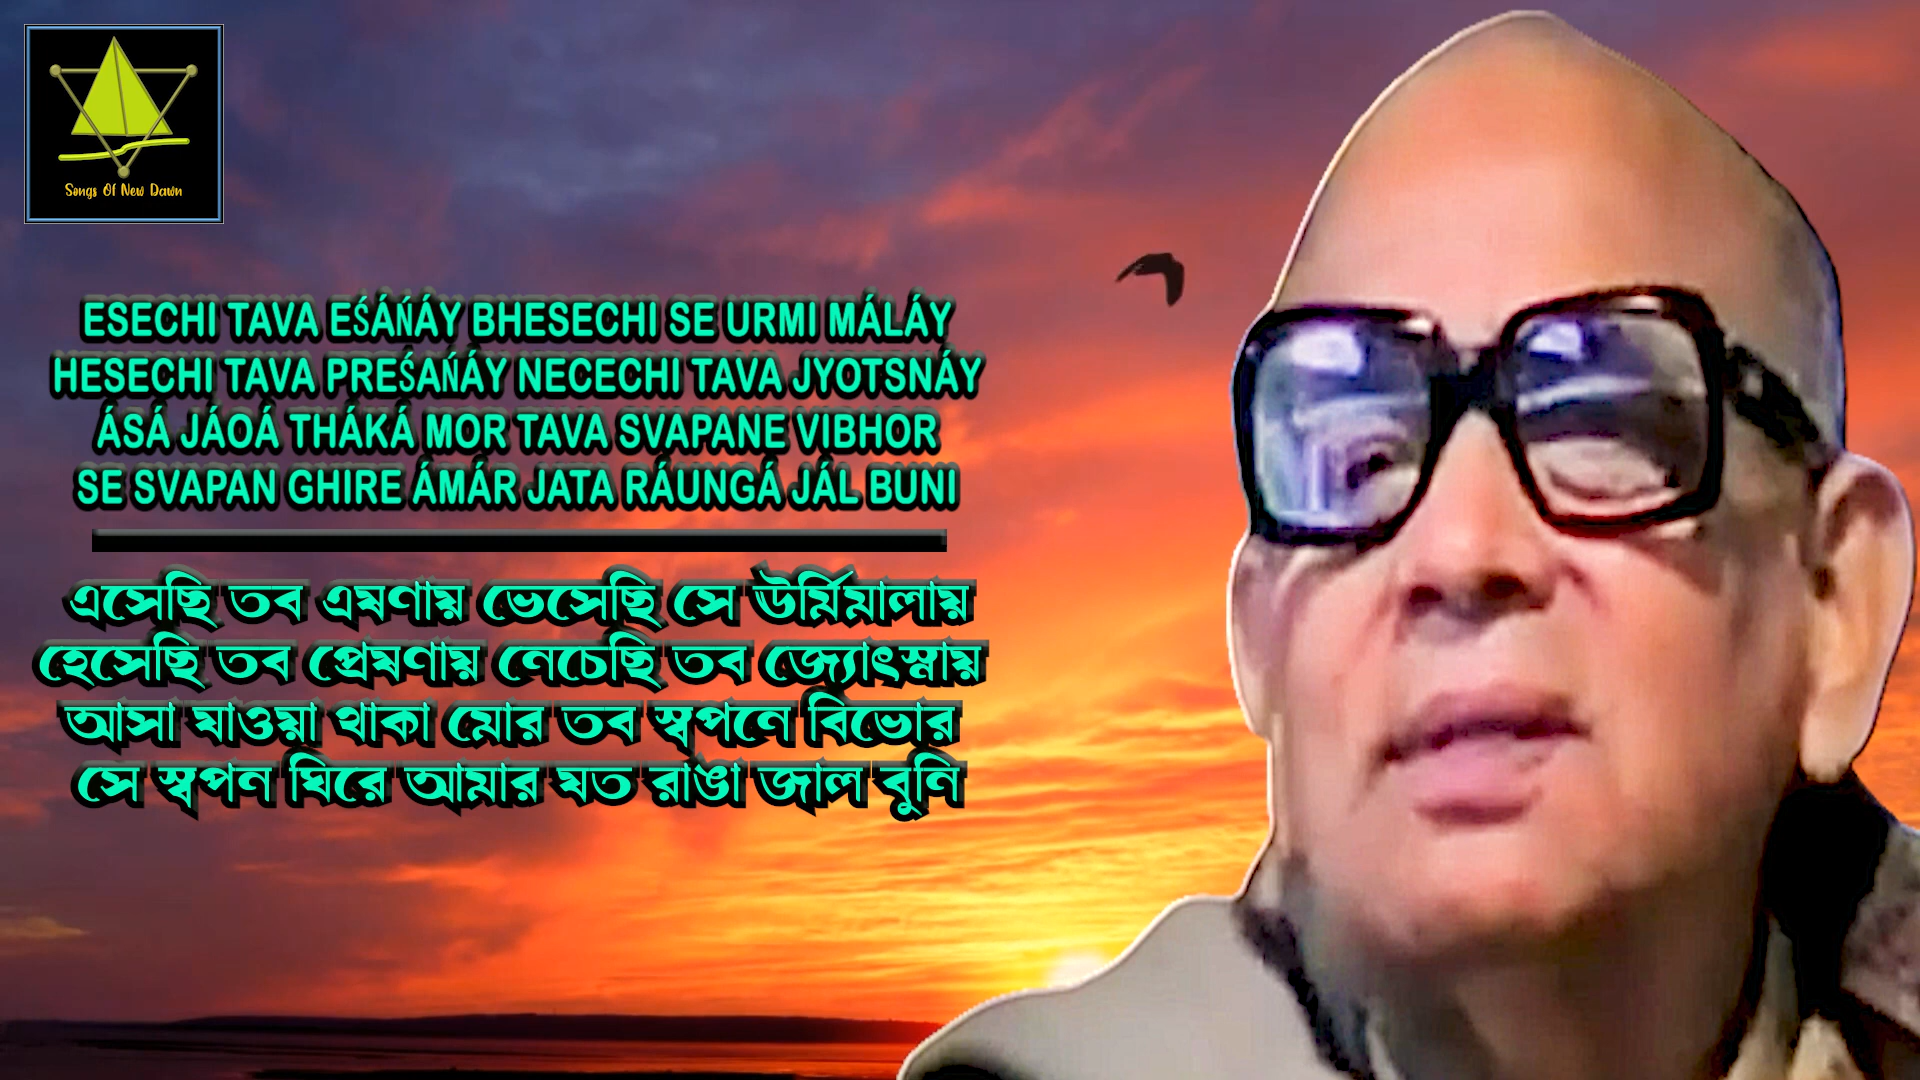 Songs Of New Dawn
ESECHI TAVA EŚÁŃÁY BHESECHI SE URMI MÁLÁY
HESECHI TAVA PREŚAŃÁY NECECHI TAVA JYOTSNÁY
ÁSÁ JÁOÁ THÁKÁ MOR TAVA SVAPANE VIBHOR
SE SVAPAN GHIRE ÁMÁR JATA RÁUNGÁ JÁL BUNI
এসেছি তব এষণায় ভেসেছি সে ঊর্মিমালায়
হেসেছি তব প্রেষণায় নেচেছি তব জ্যোৎস্নায়
আসা যাওয়া থাকা মোর তব স্বপনে বিভোর
সে স্বপন ঘিরে আমার যত রাঙা জাল বুনি